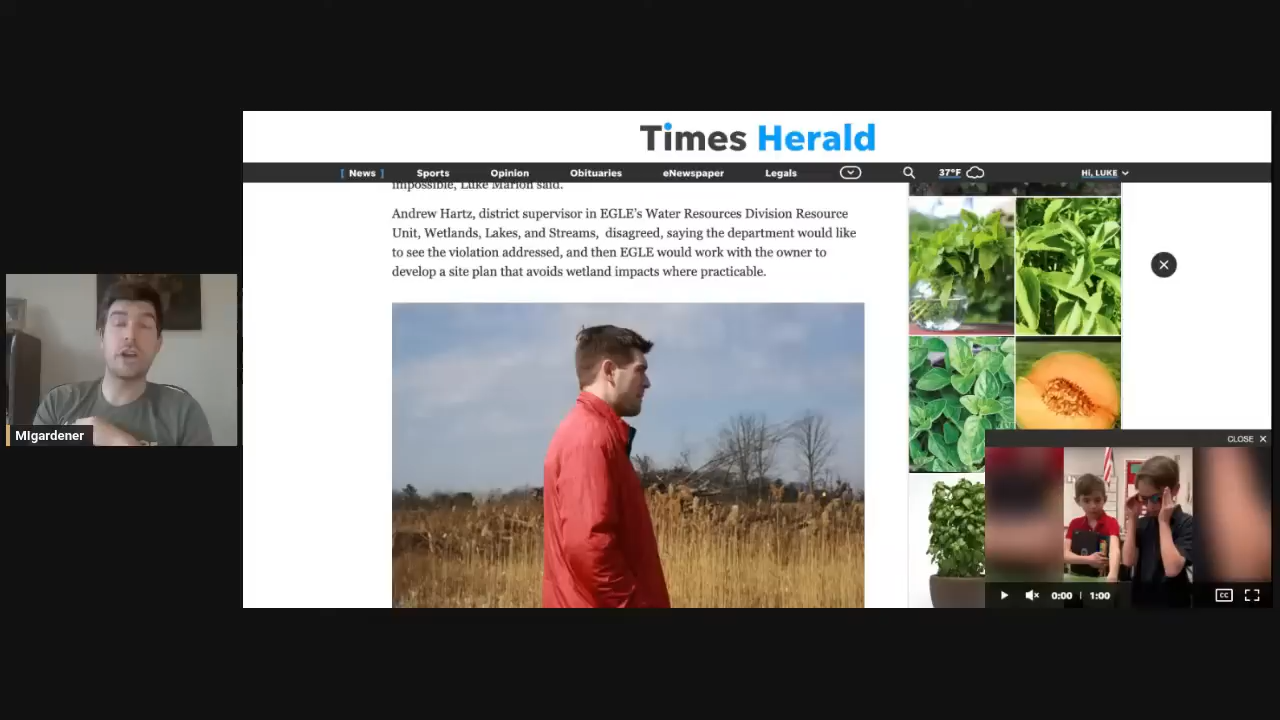 Times Herald
[ News ] Sports Opinion Obituaries eNewspaper Legals 37°F Hi, LUKE
impossible, Luke Marion said.
Andrew Hartz, district supervisor in EGLE's Water Resources Division Resource
Unit, Wetlands, Lakes, and Streams, disagreed, saying the department would like
to see the violation addressed, and then EGLE would work with the owner to
develop a site plan that avoids wetland impacts where practicable.
MIgardener
CLOSE X
0:00 | 1:00 CC